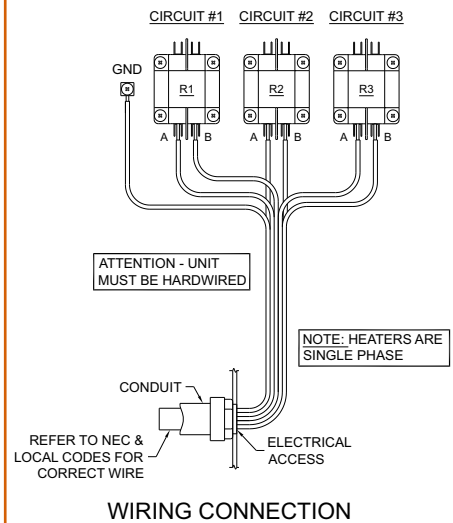 CIRCUIT #1 CIRCUIT #2 CIRCUIT #3
GND
R1 R2 R3
A B A B A B
ATTENTION - UNIT
MUST BE HARDWIRED
NOTE: HEATERS ARE
SINGLE PHASE
CONDUIT
REFER TO NEC &
LOCAL CODES FOR
CORRECT WIRE
ELECTRICAL
ACCESS
WIRING CONNECTION